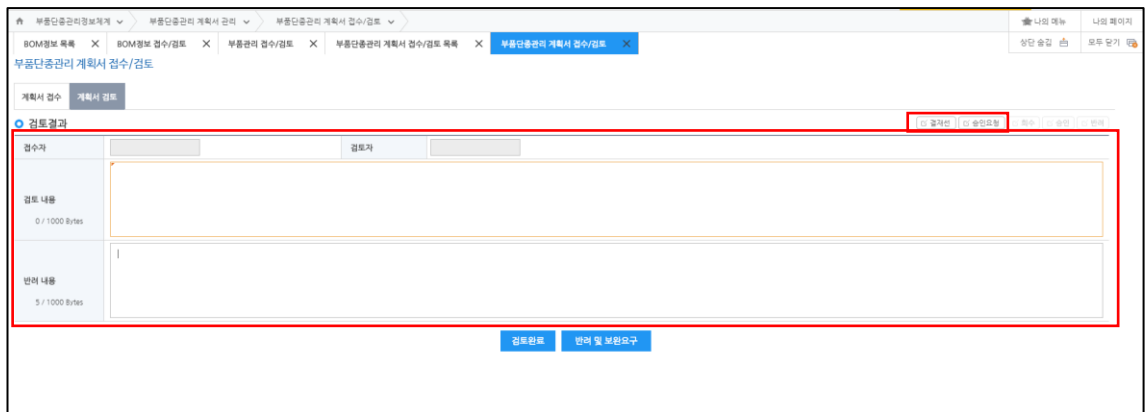 부품단종관리정보체계 부품단종관리 계획서 관리 부품단종관리 계획서 접수/검토 나의 메뉴 나의 페이지
BOM정보 목록 X BOM정보 접수/검토 X 부품관리 접수/검토 X 부품단종관리 계획서 접수/검토 목록 X 부품단종관리 계획서 접수/검토 X 상단 숨김 모두 닫기
부품단종관리 계획서 접수/검토
계획서 접수 계획서 검토
검토결과 결재선 승인요청 회수 승인 반려
접수자 검토자
검토 내용
0 / 1000 Bytes
반려 내용
5 / 1000 Bytes
검토완료 반려 및 보완요구